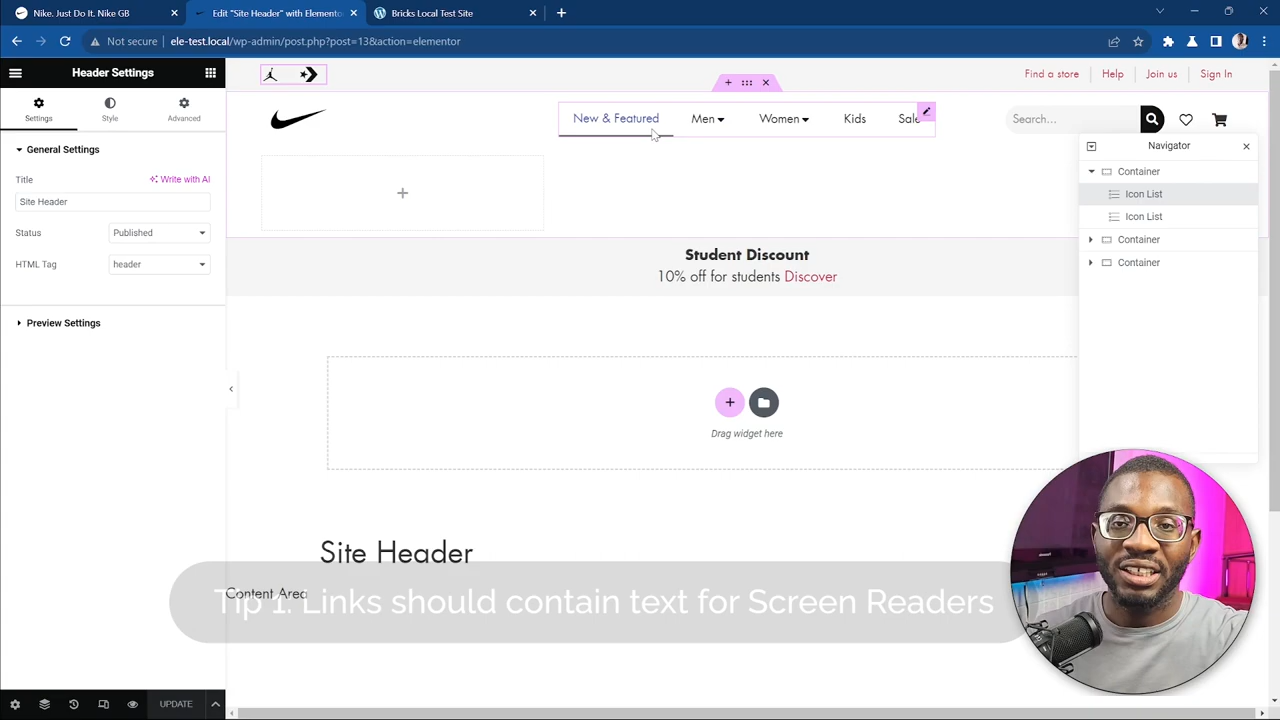 Nike. Just Do It. Nike GB
Edit "Site Header" with Elemento
Bricks Local Test Site
Not secure
ele-test.local/wp-admin/post.php?post=13&action=elementor
Header Settings
Settings
Style
Advanced
General Settings
Title
Write with AI
Site Header
Status
Published
HTML Tag
header
Preview Settings
UPDATE
Find a store
Help
Join us
Sign In
New & Featured
Men
Women
Kids
Sale
Search...
Navigator
Container
Icon List
Icon List
Container
Container
Student Discount
10% off for students Discover
Drag widget here
Site Header
Content Area
Tip 1: Links should contain text for Screen Readers